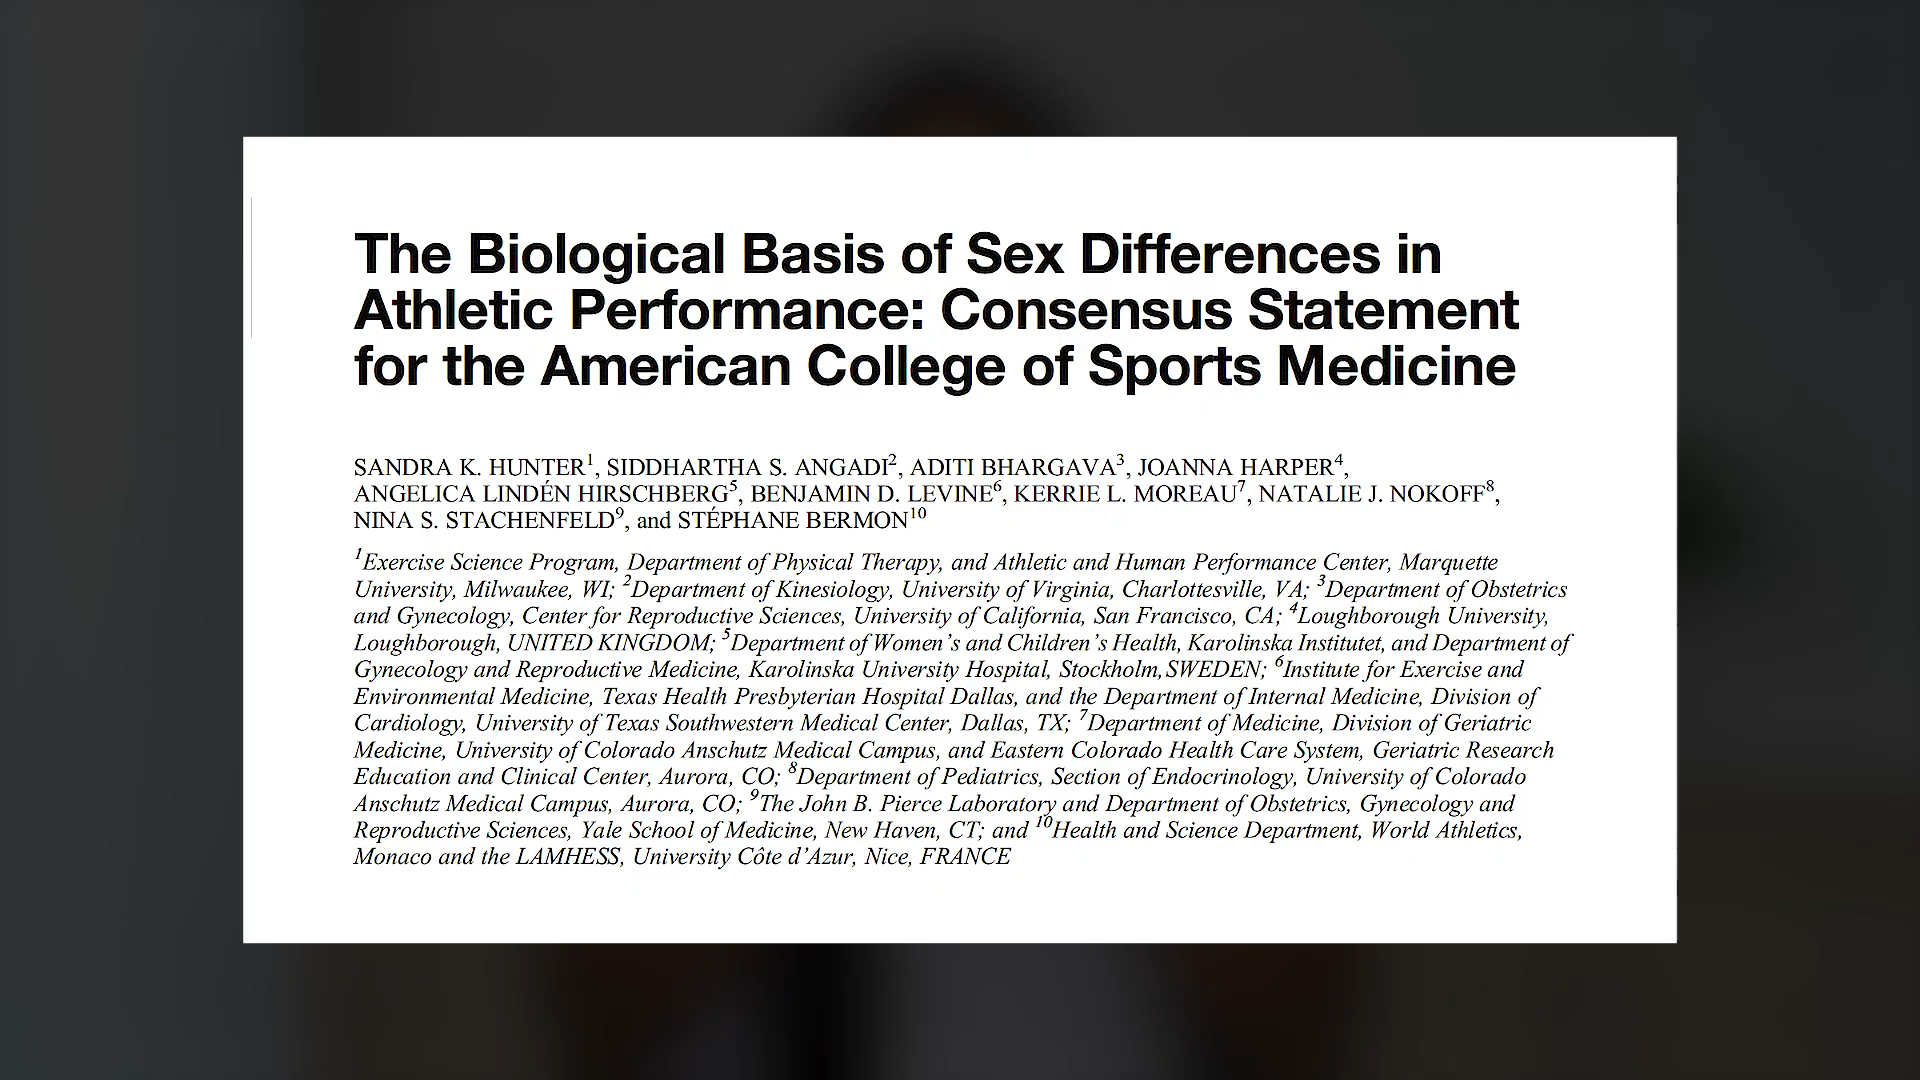 The Biological Basis of Sex Differences in
Athletic Performance: Consensus Statement
for the American College of Sports Medicine
SANDRA K. HUNTER1, SIDDHARTHA S. ANGADI2, ADITI BHARGAVA3, JOANNA HARPER4,
ANGELICA LINDÉN HIRSCHBERG5, BENJAMIN D. LEVINE6, KERRIE L. MOREAU7, NATALIE J. NOKOFF8,
NINA S. STACHENFELD9, and STÉPHANE BERMON10
1Exercise Science Program, Department of Physical Therapy, and Athletic and Human Performance Center, Marquette
University, Milwaukee, WI; 2Department of Kinesiology, University of Virginia, Charlottesville, VA; 3Department of Obstetrics
and Gynecology, Center for Reproductive Sciences, University of California, San Francisco, CA; 4Loughborough University,
Loughborough, UNITED KINGDOM; 5Department of Women's and Children's Health, Karolinska Institutet, and Department of
Gynecology and Reproductive Medicine, Karolinska University Hospital, Stockholm, SWEDEN; 6Institute for Exercise and
Environmental Medicine, Texas Health Presbyterian Hospital Dallas, and the Department of Internal Medicine, Division of
Cardiology, University of Texas Southwestern Medical Center, Dallas, TX; 7Department of Medicine, Division of Geriatric
Medicine, University of Colorado Anschutz Medical Campus, and Eastern Colorado Health Care System, Geriatric Research
Education and Clinical Center, Aurora, CO; 8Department of Pediatrics, Section of Endocrinology, University of Colorado
Anschutz Medical Campus, Aurora, CO; 9The John B. Pierce Laboratory and Department of Obstetrics, Gynecology and
Reproductive Sciences, Yale School of Medicine, New Haven, CT; and 10Health and Science Department, World Athletics,
Monaco and the LAMHESS, University Côte d'Azur, Nice, FRANCE